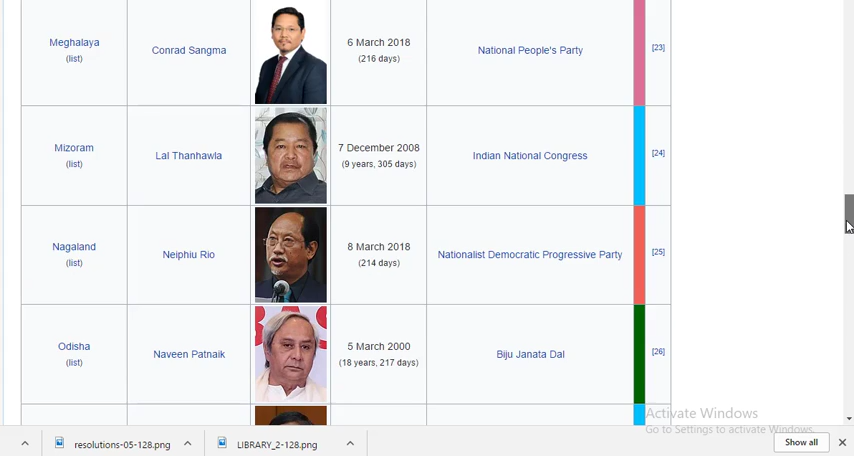 Meghalaya
(list)
Conrad Sangma
6 March 2018
(216 days)
National People's Party
[23]
Mizoram
(list)
Lal Thanhawla
7 December 2008
(9 years, 305 days)
Indian National Congress
[24]
Nagaland
(list)
Neiphiu Rio
8 March 2018
(214 days)
Nationalist Democratic Progressive Party
[25]
Odisha
(list)
Naveen Patnaik
5 March 2000
(18 years, 217 days)
Biju Janata Dal
[26]
Activate Windows
Go to Settings to activate Windows.
resolutions-05-128.png
LIBRARY_2-128.png
Show all